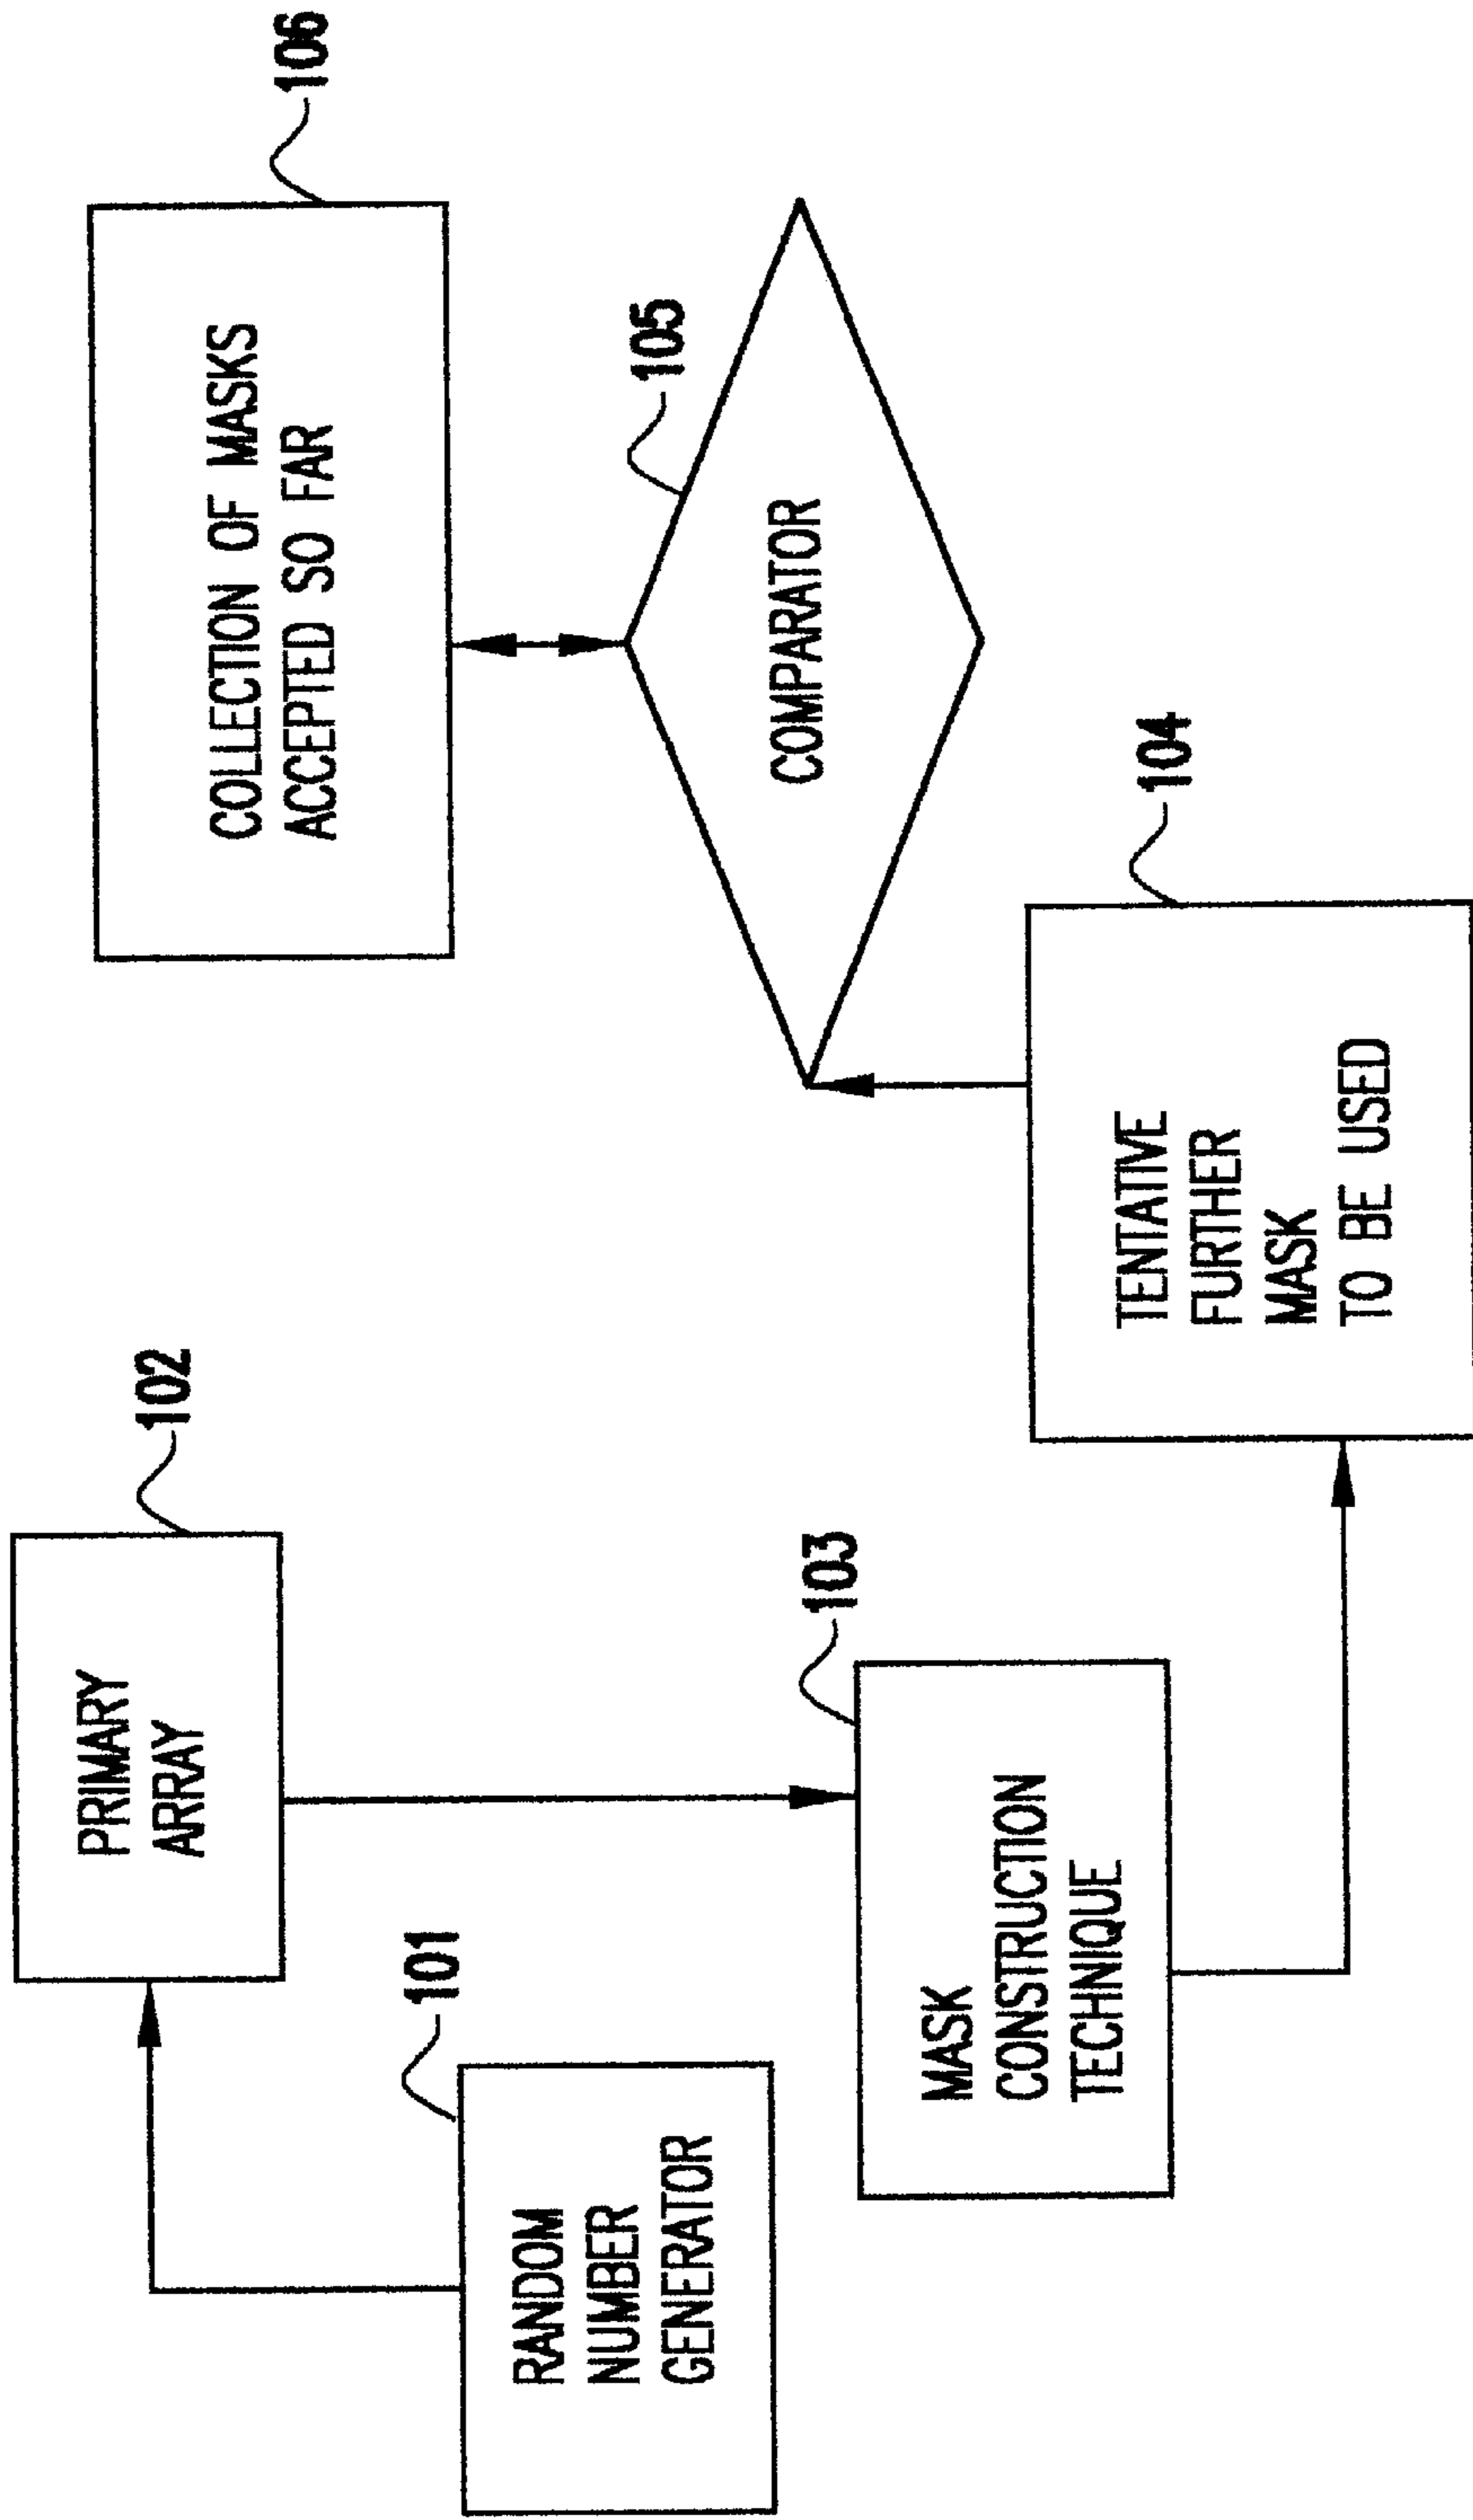 101
RANDOM
NUMBER
GENERATOR
102
PRIMARY
ARRAY
103
MASK
CONSTRUCTION
TECHNIQUE
104
TENTATIVE
FURTHER
MASK
TO BE USED
105
COMPARATOR
106
COLLECTION OF MASKS
ACCEPTED SO FAR